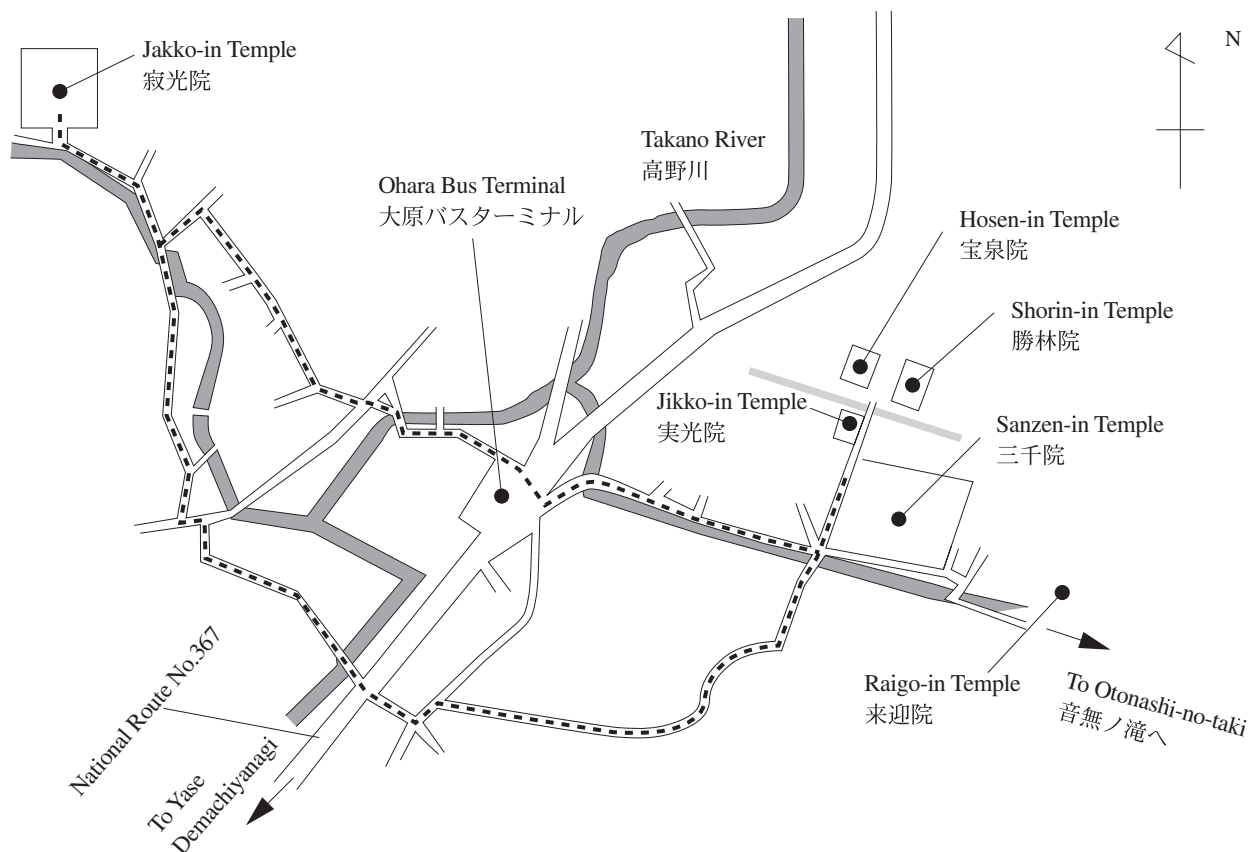 Jakko-in Temple
寂光院
N
Takano River
高野川
Ohara Bus Terminal
大原バスターミナル
Hosen-in Temple
宝泉院
Shorin-in Temple
勝林院
Jikko-in Temple
実光院
Sanzen-in Temple
三千院
Raigo-in Temple
来迎院
To Otonashi-no-taki
音無ノ滝へ
National Route No.367
To Yase
Demachiyanagi